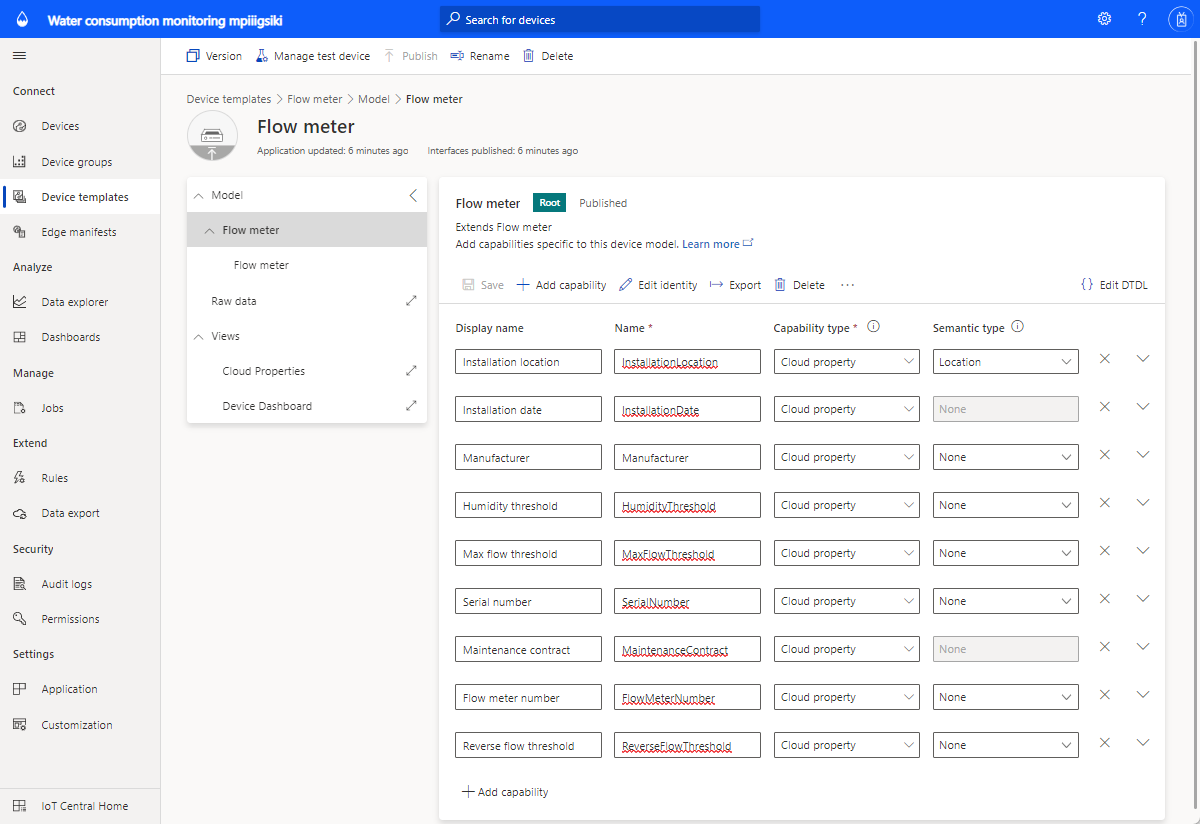 Water consumption monitoring mpiiigski
Search for devices
?
Version
Manage test device
Publish
Rename
Delete
Connect
Devices
Device groups
Device templates
Edge manifests
Analyze
Data explorer
Dashboards
Manage
Jobs
Extend
Rules
Data export
Security
Audit logs
Permissions
Settings
Application
Customization
IoT Central Home
Device templates > Flow meter > Model > Flow meter
Flow meter
Application updated: 6 minutes ago Interfaces published: 6 minutes ago
Model
Flow meter
Flow meter
Raw data
Views
Cloud Properties
Device Dashboard
Flow meter Root Published
Extends Flow meter
Add capabilities specific to this device model. Learn more
Save Add capability Edit identity Export Delete ... {} Edit DTDL
Display name Name * Capability type * Semantic type
Installation location InstallationLocation Cloud property Location
Installation date InstallationDate Cloud property None
Manufacturer Manufacturer Cloud property None
Humidity threshold HumidityThreshold Cloud property None
Max flow threshold MaxFlowThreshold Cloud property None
Serial number SerialNumber Cloud property None
Maintenance contract MaintenanceContract Cloud property None
Flow meter number FlowMeterNumber Cloud property None
Reverse flow threshold ReverseFlowThreshold Cloud property None
Add capability